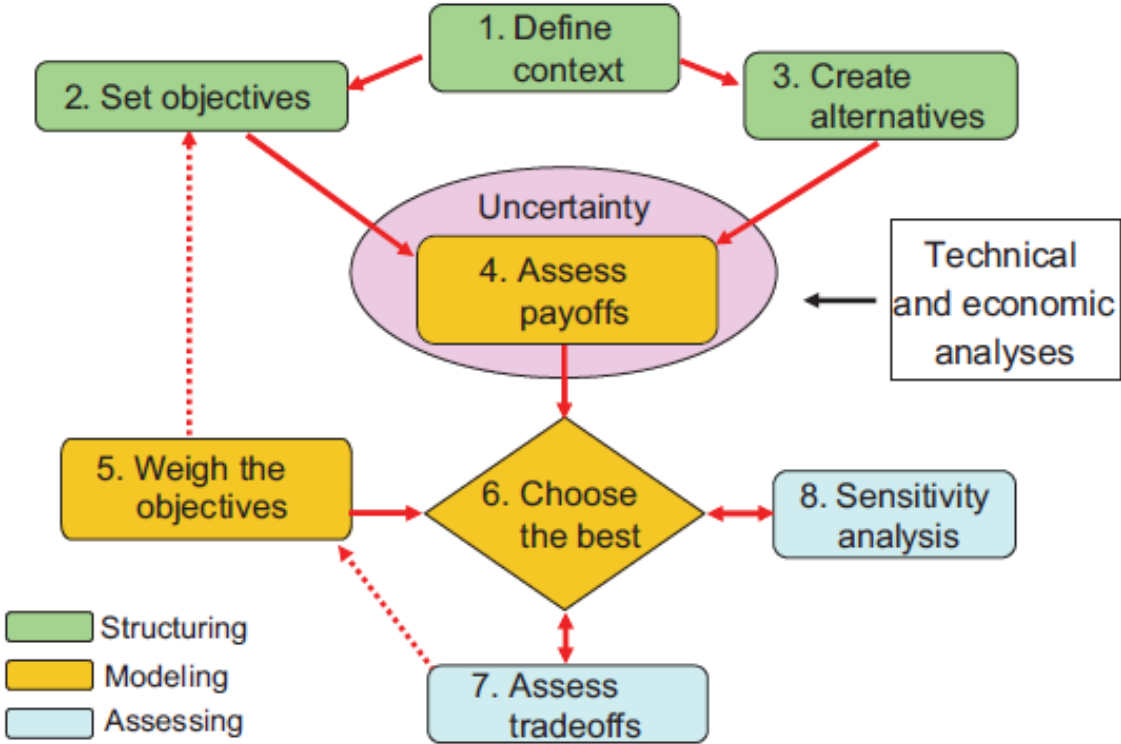 1. Define
context
2. Set objectives
3. Create
alternatives
Uncertainty
4. Assess
payoffs
Technical
and economic
analyses
5. Weigh the
objectives
6. Choose
the best
8. Sensitivity
analysis
7. Assess
tradeoffs
Structuring
Modeling
Assessing